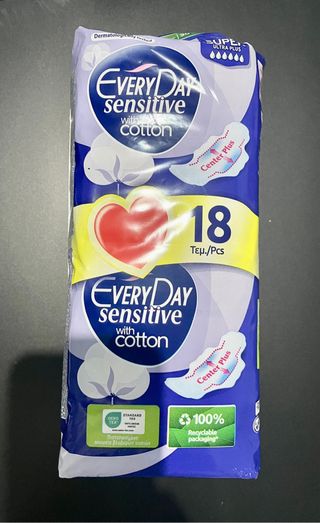 SUPER
ULTRA PLUS
EVERYDAY
sensitive
with
cotton
Center Plus
18
Τεμ./Pcs
EVERYDAY
sensitive
with
cotton
Center Plus
STANDARD
100
100%
Recyclable
packaging*